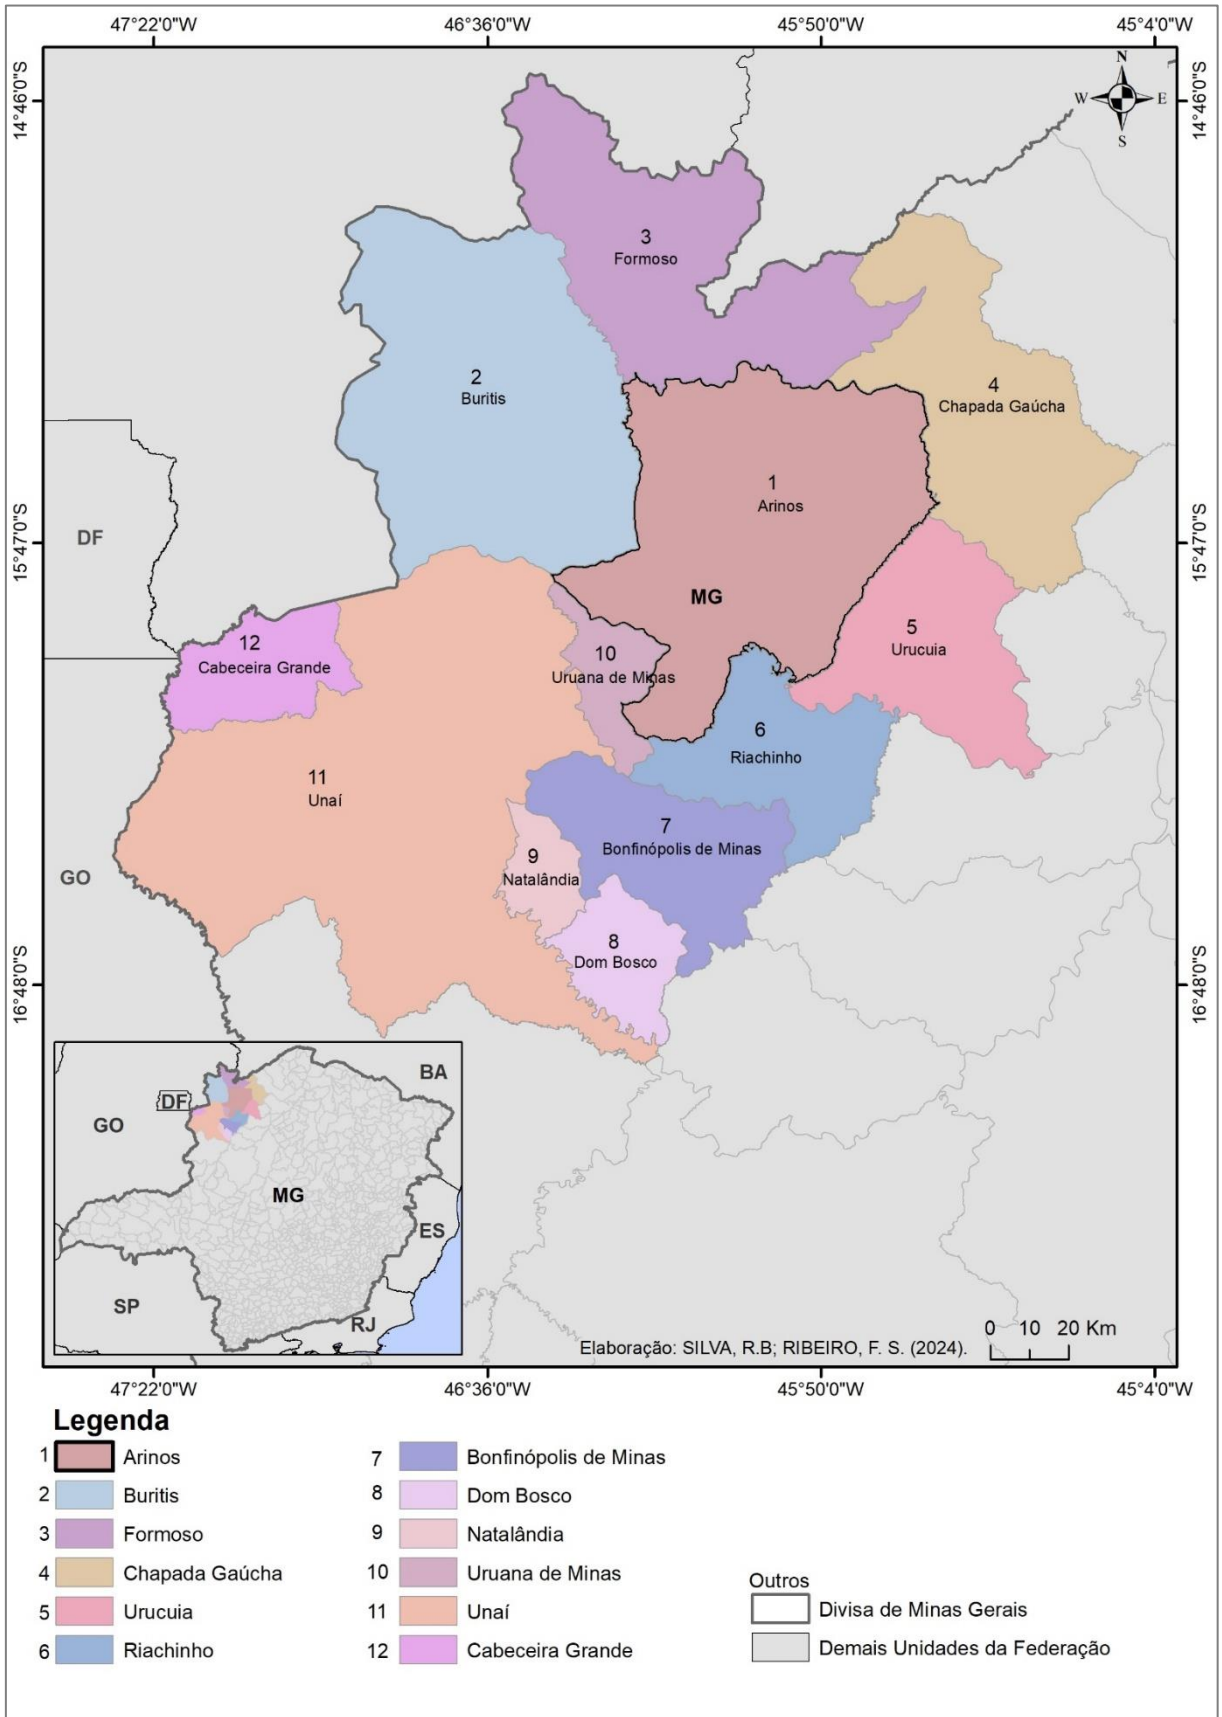 47°22'0"W 46°36'0"W 45°50'0"W 45°4'0"W
14°46'0"S 14°46'0"S
N
W E
S
3
Formoso
2
Buritis
4
Chapada Gaúcha
1
Arinos
DF
15°47'0"S 15°47'0"S
MG
5
Urucuia
12
Cabeceira Grande
10
Uruana de Minas
6
Riachinho
11
Unaí
7
Bonfinópolis de Minas
9
Natalândia
GO
8
Dom Bosco
16°48'0"S 16°48'0"S
BA
DF
GO
MG
ES
SP
RJ
0 10 20 Km
Elaboração: SILVA, R.B; RIBEIRO, F. S. (2024).
47°22'0"W 46°36'0"W 45°50'0"W 45°4'0"W
Legenda
1 Arinos
2 Buritis
3 Formoso
4 Chapada Gaúcha
5 Urucuia
6 Riachinho
7 Bonfinópolis de Minas
8 Dom Bosco
9 Natalândia
10 Uruana de Minas
11 Unaí
12 Cabeceira Grande
Outros
Divisa de Minas Gerais
Demais Unidades da Federação